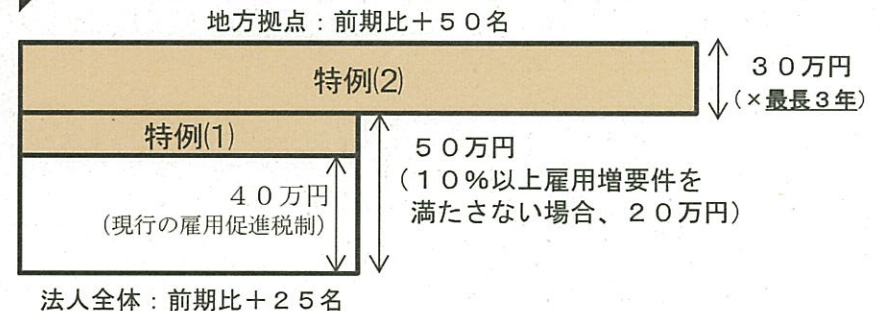 地方拠点：前期比＋５０名
特例⑵
３０万円
（×最長３年）
特例⑴
５０万円
（１０％以上雇用増要件を
満たさない場合、２０万円）
４０万円
（現行の雇用促進税制）
法人全体：前期比＋２５名